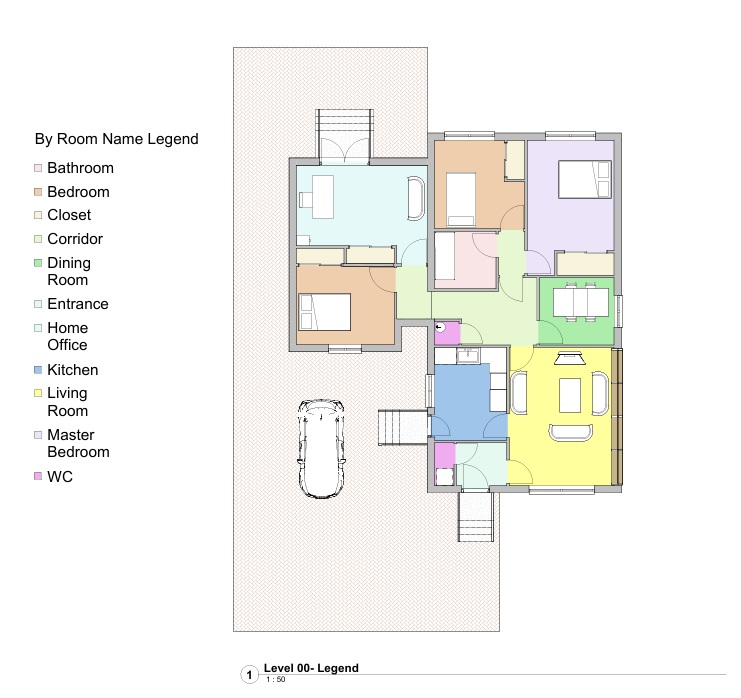 By Room Name Legend
Bathroom
Bedroom
Closet
Corridor
Dining
Room
Entrance
Home
Office
Kitchen
Living
Room
Master
Bedroom
WC
1
Level 00- Legend
1 : 50